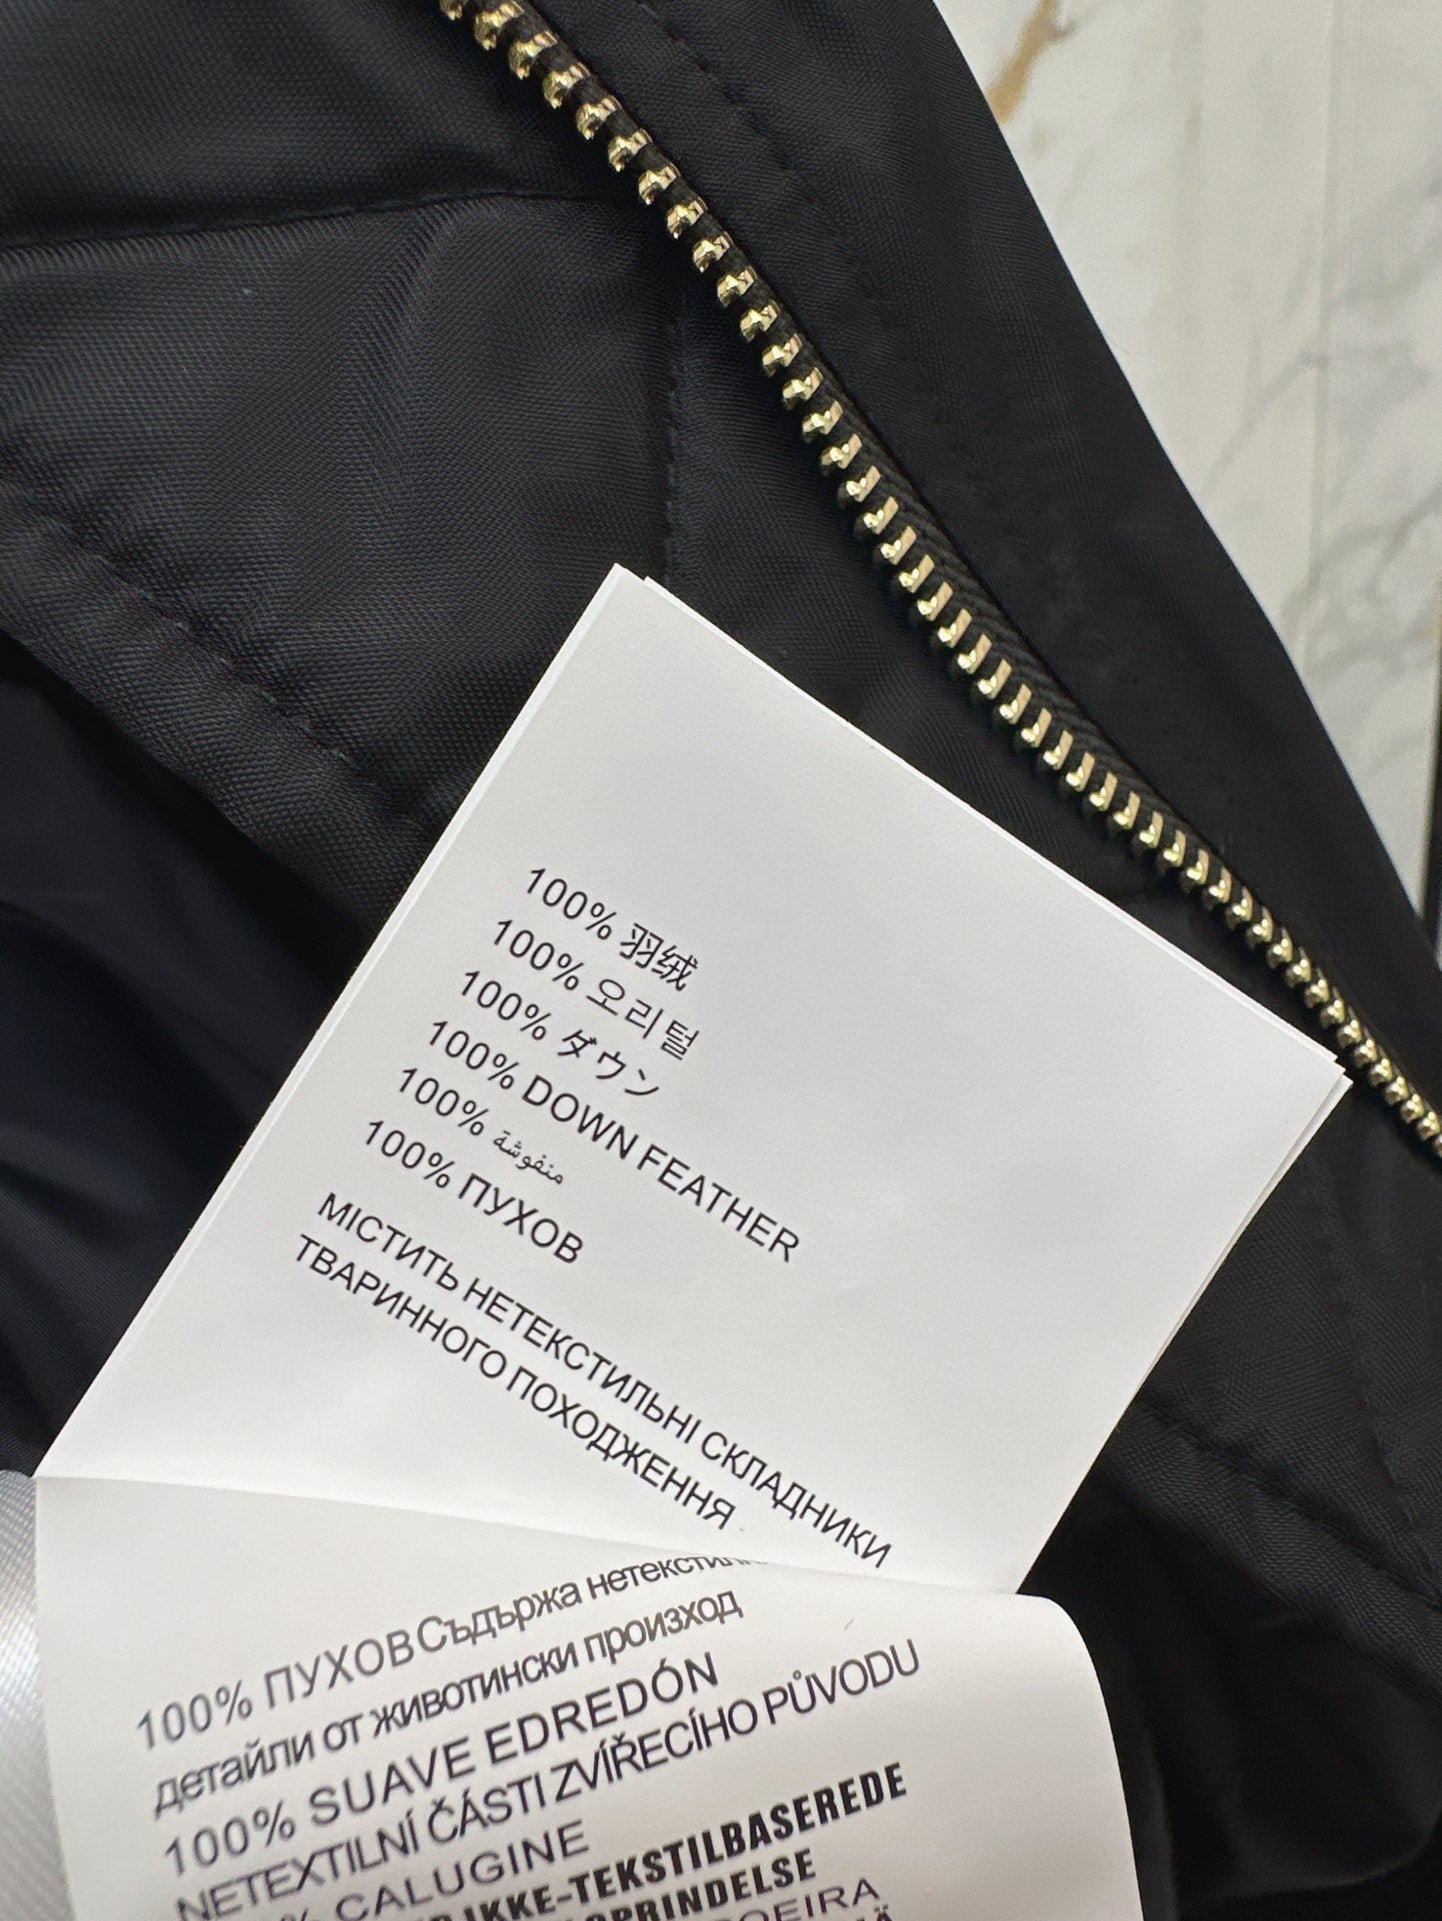 100% 羽绒
100% 오리털
100% ダウン
100% DOWN FEATHER
100% منفوشة
100% ПУХОВ
МІСТИТЬ НЕТЕКСТИЛЬНІ СКЛАДНИКИ
ТВАРИННОГО ПОХОДЖЕННЯ
100% ПУХОВ Съдържа
детайли от животински произход
100% SUAVE EDREDÓN
NETEXTILNÍ ČÁSTI ZVÍŘECÍHO PŮVODU
CALUGINE
IKKE-TEKSTILBASEREDE